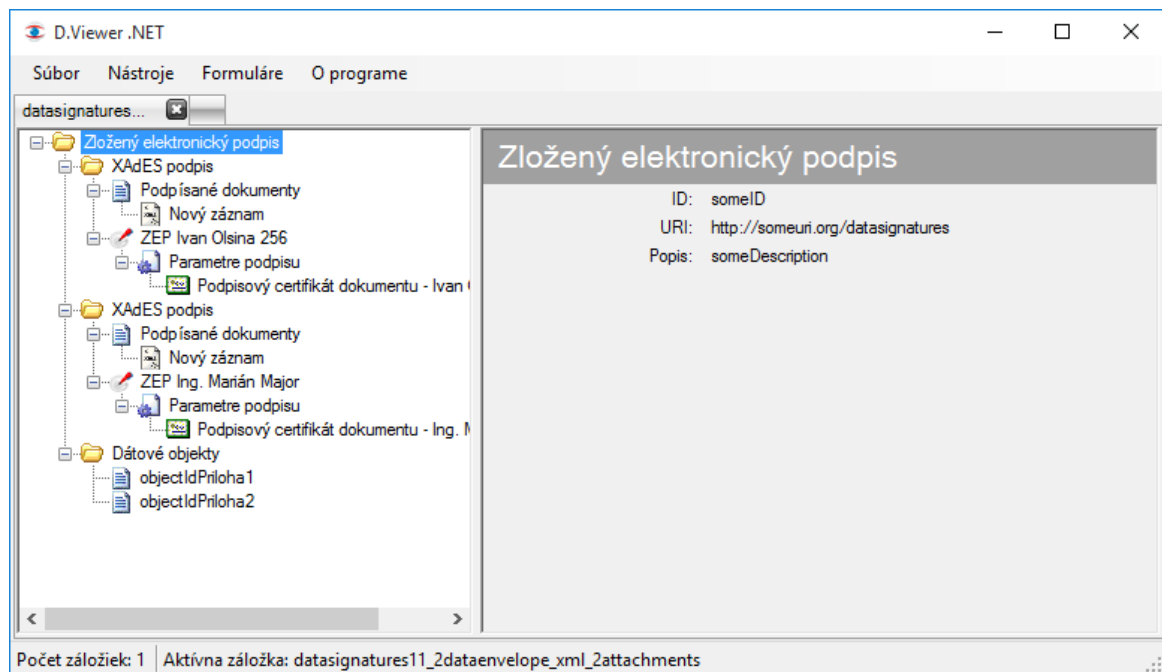 D.Viewer .NET
Súbor Nástroje Formuláre O programe
datasignatures...
Zložený elektronický podpis
XAdES podpis
Podpísané dokumenty
Nový záznam
ZEP Ivan Olsina 256
Parametre podpisu
Podpisový certifikát dokumentu - Ivan
XAdES podpis
Podpísané dokumenty
Nový záznam
ZEP Ing. Marián Major
Parametre podpisu
Podpisový certifikát dokumentu - Ing.
Dátové objekty
objectIdPriloha1
objectIdPriloha2
Zložený elektronický podpis
ID: someID
URI: http://someuri.org/datasignatures
Popis: someDescription
Počet záložiek: 1 Aktívna záložka: datasignatures11_2dataenvelope_xml_2attachments